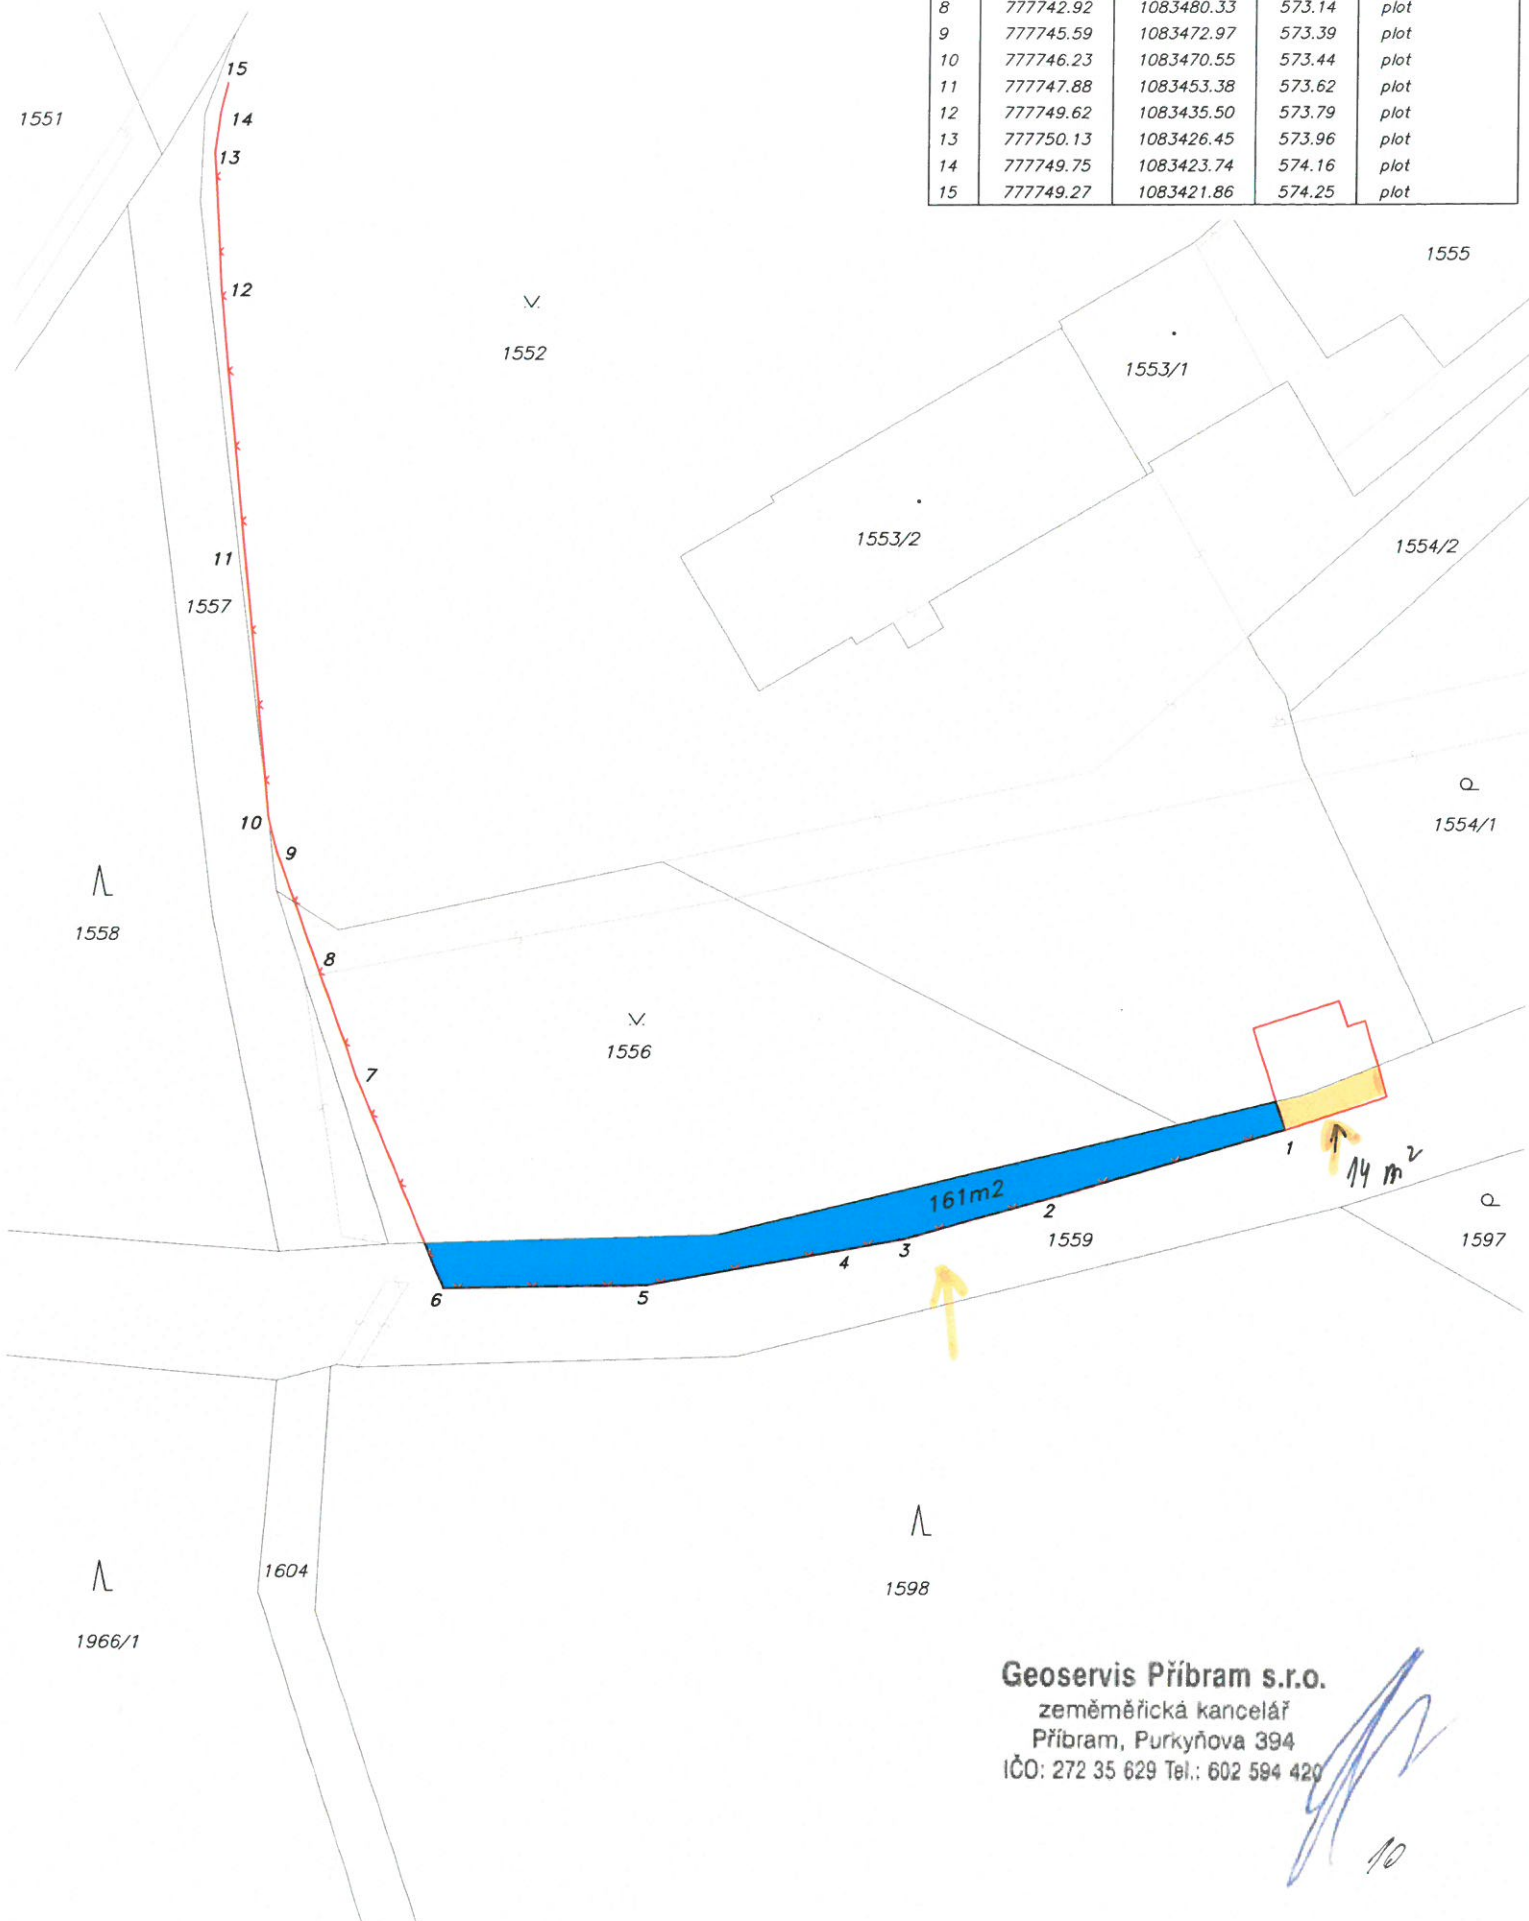 8 777742.92 1083480.33 573.14 plot
9 777745.59 1083472.97 573.39 plot
10 777746.23 1083470.55 573.44 plot
11 777747.88 1083453.38 573.62 plot
12 777749.62 1083435.50 573.79 plot
13 777750.13 1083426.45 573.96 plot
14 777749.75 1083423.74 574.16 plot
15 777749.27 1083421.86 574.25 plot
15
1551
14
13
1555
12
1552
1553/1
1553/2
1554/2
11
1557
10
1554/1
9
1558
8
1556
7
1
14 m²
161m2
2
1559
1597
3
4
6
5
1604
1598
1966/1
Geoservis Příbram s.r.o.
zeměměřická kancelář
Příbram, Purkyňova 394
IČO: 272 35 629 Tel.: 602 594 420
10